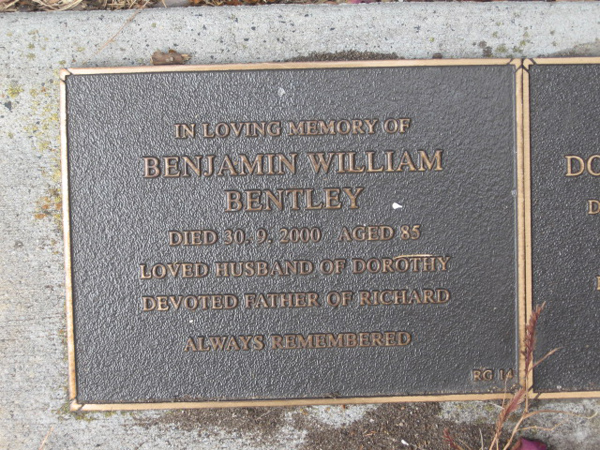 IN LOVING MEMORY OF
BENJAMIN WILLIAM
BENTLEY
DIED 30. 9. 2000 AGED 85
LOVED HUSBAND OF DOROTHY
DEVOTED FATHER OF RICHARD
ALWAYS REMEMBERED
RG 14
DO
D